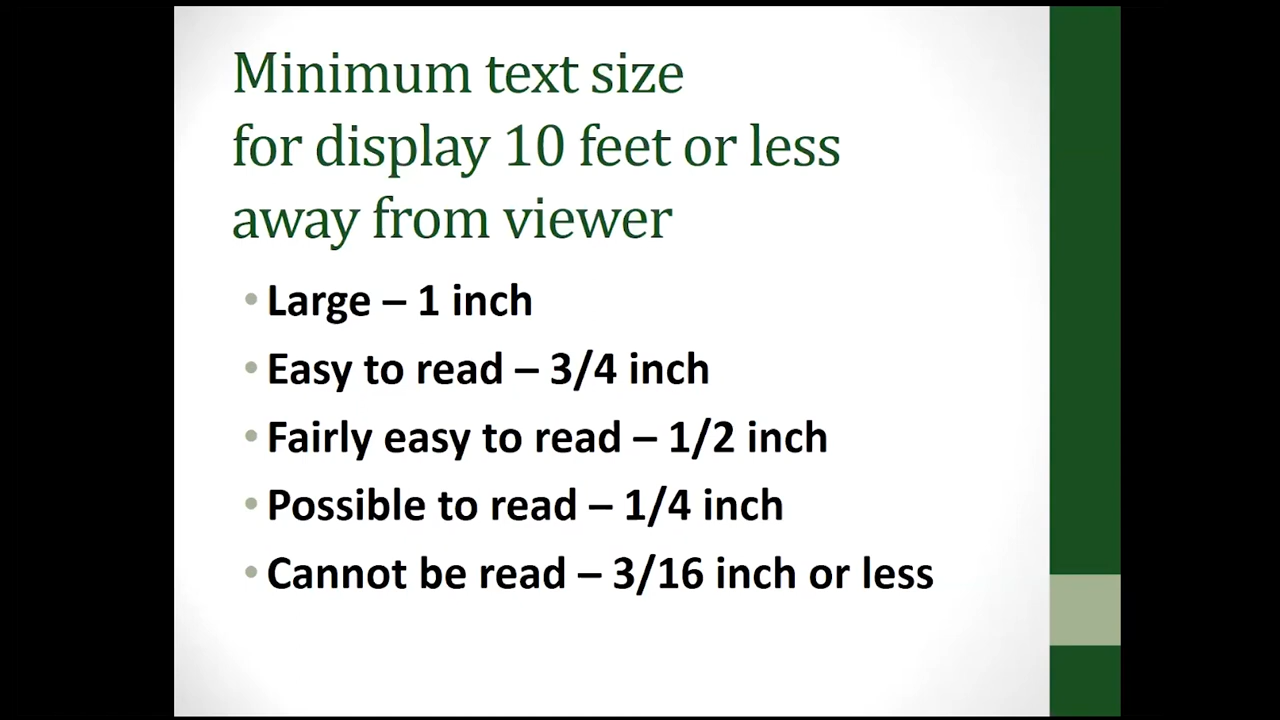 Minimum text size
for display 10 feet or less
away from viewer
• Large – 1 inch
• Easy to read – 3/4 inch
• Fairly easy to read – 1/2 inch
• Possible to read – 1/4 inch
• Cannot be read – 3/16 inch or less